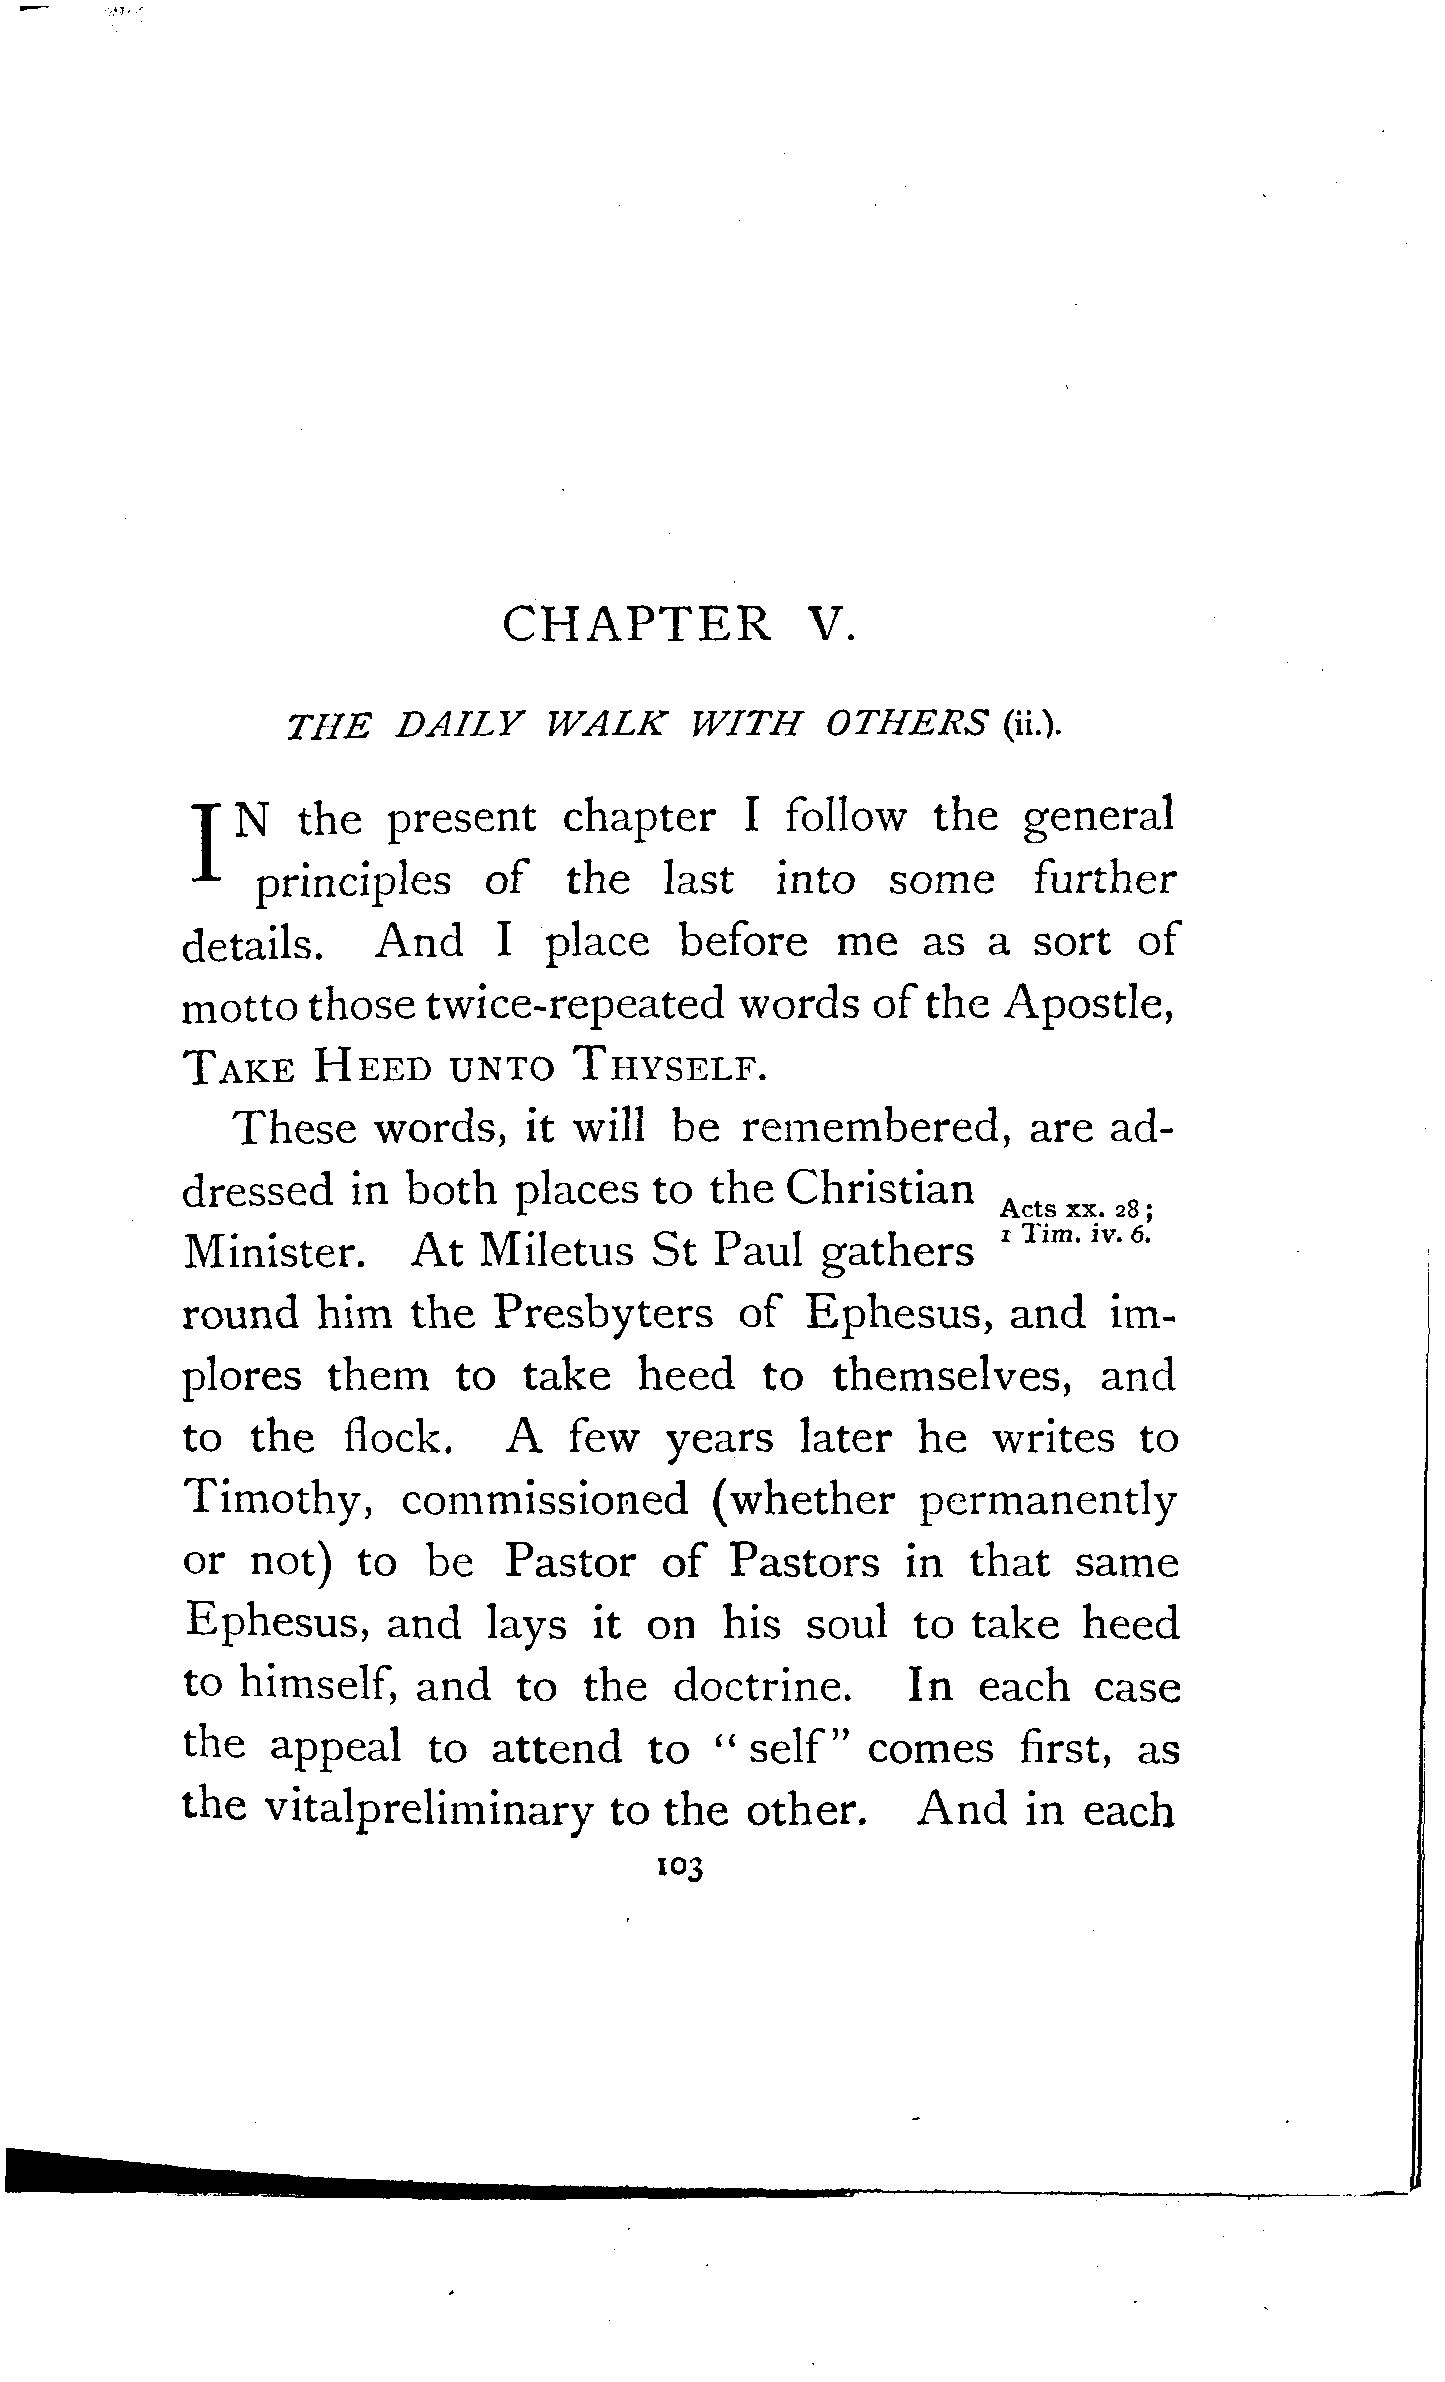 CHAPTER V.
THE DAILY WALK WITH OTHERS (ii.).
IN the present chapter I follow the general
principles of the last into some further
details. And I place before me as a sort of
motto those twice-repeated words of the Apostle,
TAKE HEED UNTO THYSELF.
These words, it will be remembered, are ad-
dressed in both places to the Christian
Acts xx. 28;
1 Tim. iv. 6.
Minister. At Miletus St Paul gathers
round him the Presbyters of Ephesus, and im-
plores them to take heed to themselves, and
to the flock. A few years later he writes to
Timothy, commissioned (whether permanently
or not) to be Pastor of Pastors in that same
Ephesus, and lays it on his soul to take heed
to himself, and to the doctrine. In each case
the appeal to attend to "self" comes first, as
the vitalpreliminary to the other. And in each
103